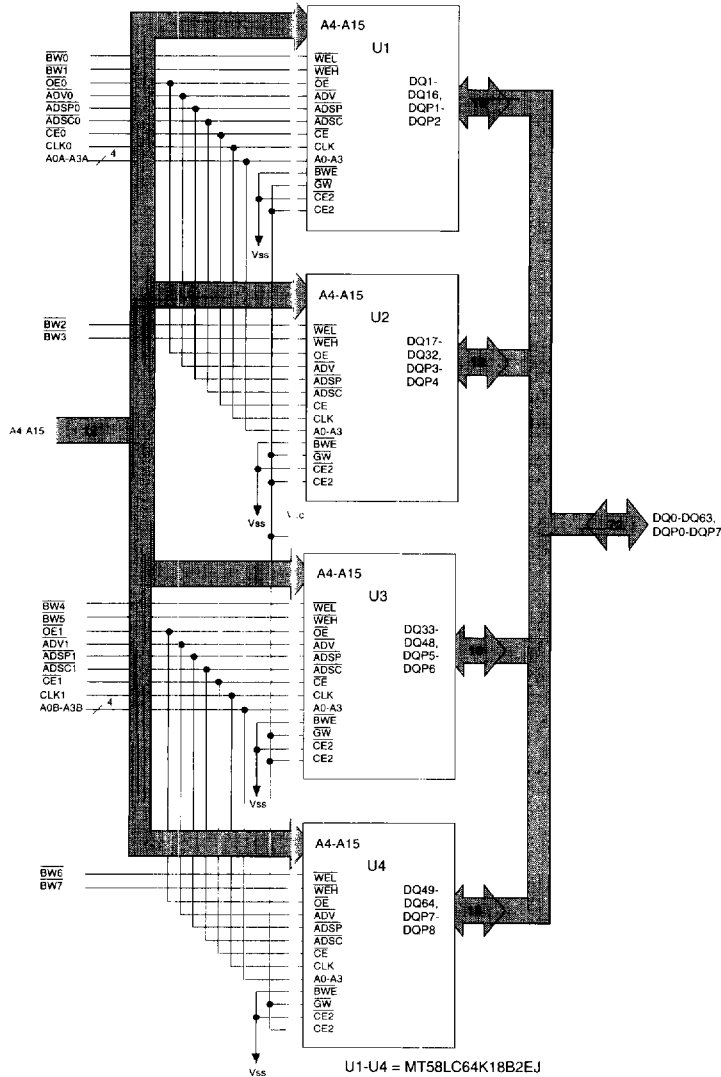 A4-A15
U1
BW0
BW1
OE0
ADV0
ADSP0
ADSC0
CE0
CLK0
A0A-A3A
4
WEL
WEH
OE
ADV
ADSP
ADSC
CE
CLK
A0-A3
BWE
GW
CE2
CE2
DQ1-
DQ16,
DQP1-
DQP2
Vss
A4-A15
U2
BW2
BW3
WEL
WEH
OE
ADV
ADSP
ADSC
CE
CLK
A0-A3
BWE
GW
CE2
CE2
DQ17-
DQ32,
DQP3-
DQP4
A4-A15
Vss
DQ0-DQ63,
DQP0-DQP7
A4-A15
U3
BW4
BW5
OE1
ADV1
ADSP1
ADSC1
CE1
CLK1
A0B-A3B
4
WEL
WEH
OE
ADV
ADSP
ADSC
CE
CLK
A0-A3
BWE
GW
CE2
CE2
DQ33-
DQ48,
DQP5-
DQP6
Vss
A4-A15
U4
BW6
BW7
WEL
WEH
OE
ADV
ADSP
ADSC
CE
CLK
A0-A3
BWE
GW
CE2
CE2
DQ49-
DQ64,
DQP7-
DQP8
Vss
U1-U4 = MT58LC64K18B2EJ